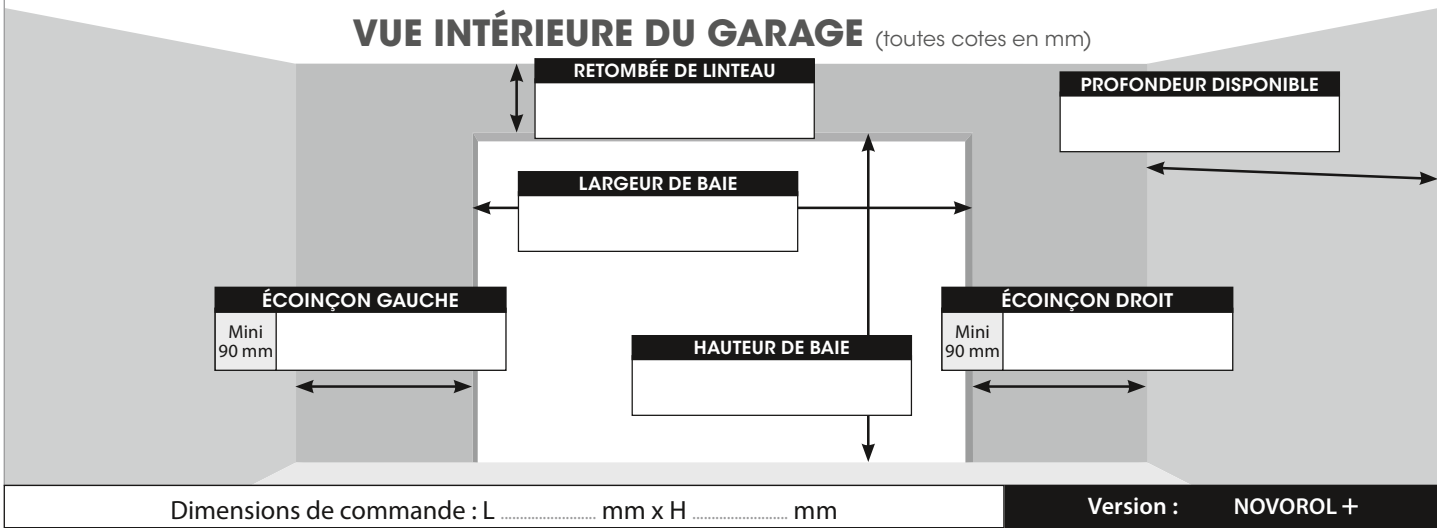 VUE INTÉRIEURE DU GARAGE (toutes cotes en mm)
RETOMBÉE DE LINTEAU
PROFONDEUR DISPONIBLE
LARGEUR DE BAIE
ÉCOINÇON GAUCHE
Mini
90 mm
ÉCOINÇON DROIT
Mini
90 mm
HAUTEUR DE BAIE
Dimensions de commande : L ........................ mm x H ........................ mm
Version : NOVOROL +